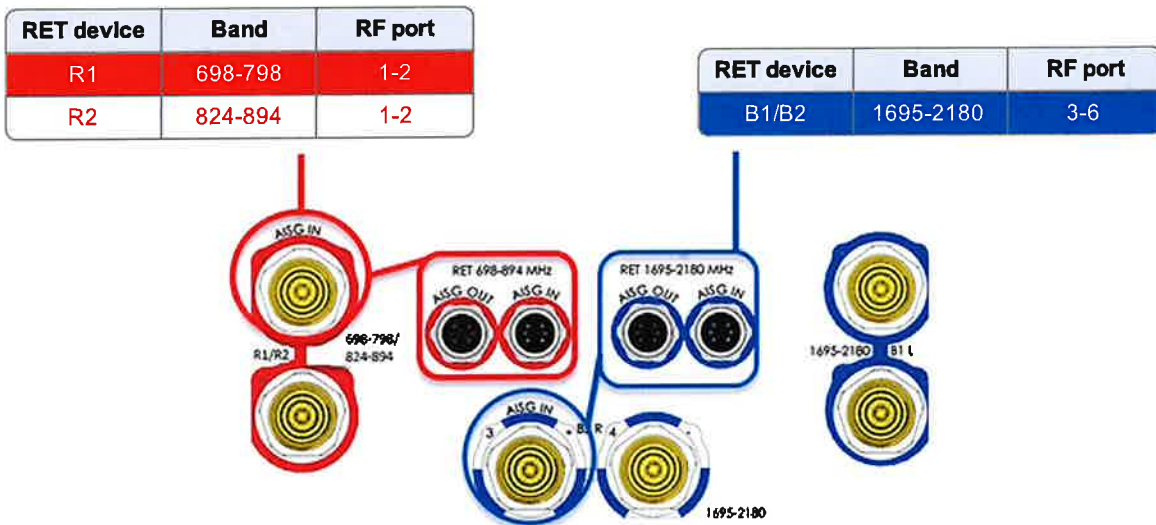 RET device Band RF port
R1 698-798 1-2
R2 824-894 1-2
RET device Band RF port
B1/B2 1695-2180 3-6
AISG IN
RET 698-894 MHz
AISG OUT AISG IN
RET 1695-2180 MHz
AISG OUT AISG IN
R1/R2
698-798/
824-894
1695-2180 B1 L
AISG IN
3
R 4
1695-2180